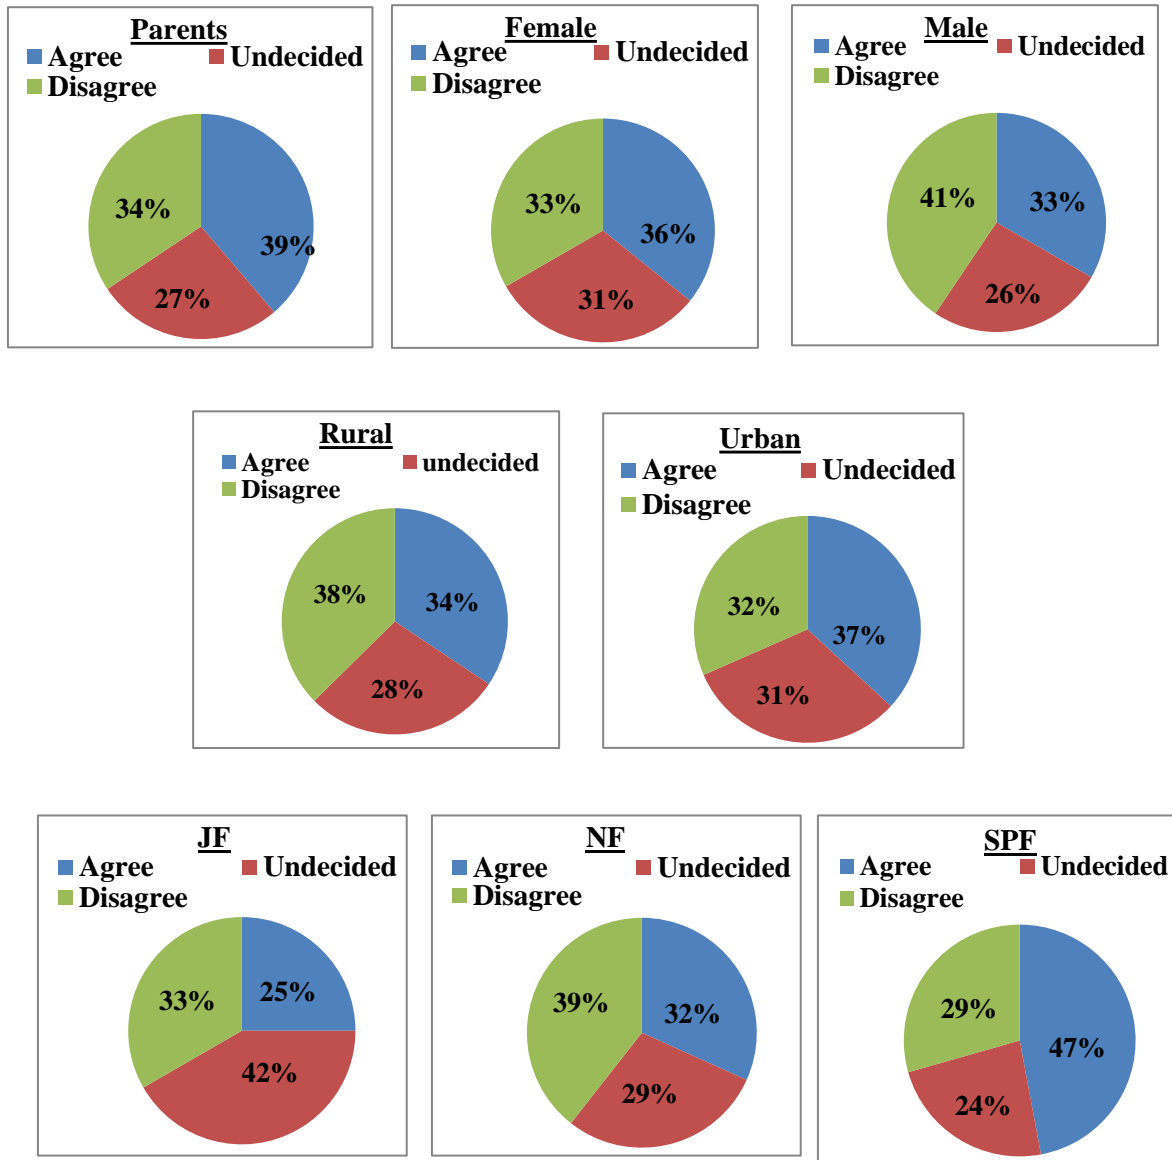 Parents
Agree Undecided
Disagree
34%
39%
27%
Female
Agree Undecided
Disagree
33%
36%
31%
Male
Agree Undecided
Disagree
41%
33%
26%
Rural
Agree undecided
Disagree
38%
34%
28%
Urban
Agree Undecided
Disagree
32%
37%
31%
JF
Agree Undecided
Disagree
33%
25%
42%
NF
Agree Undecided
Disagree
39%
32%
29%
SPF
Agree Undecided
Disagree
29%
47%
24%